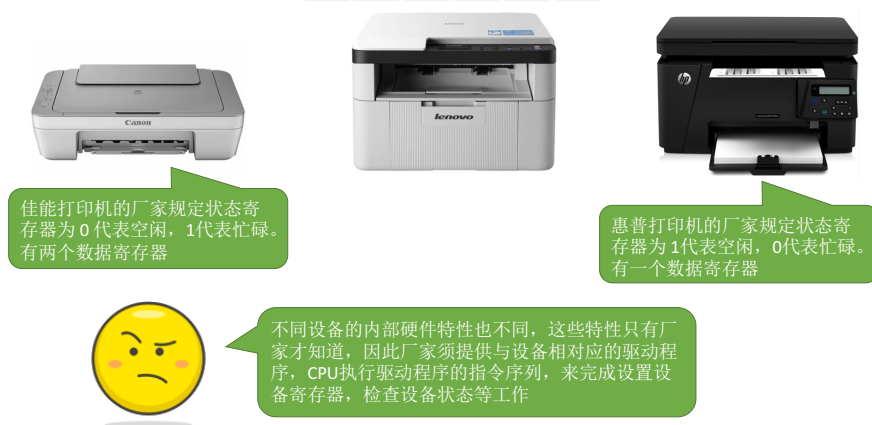 Canon
lenovo
lenovo
hp
佳能打印机的厂家规定状态寄
存器为 0 代表空闲，1代表忙碌。
有两个数据寄存器
惠普打印机的厂家规定状态寄
存器为 1代表空闲，0代表忙碌。
有一个数据寄存器
不同设备的内部硬件特性也不同，这些特性只有厂
家才知道，因此厂家须提供与设备相对应的驱动程
序，CPU执行驱动程序的指令序列，来完成设置设
备寄存器，检查设备状态等工作